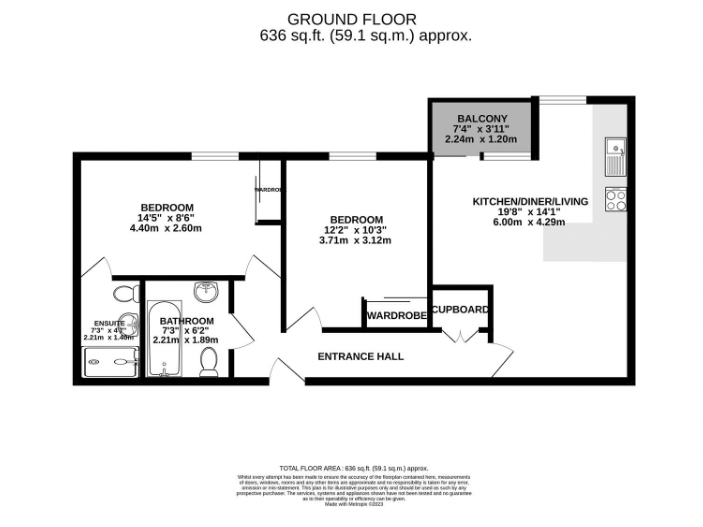 GROUND FLOOR
636 sq.ft. (59.1 sq.m.) approx.
BALCONY
7'4" x 3'11"
2.24m x 1.20m
KITCHEN/DINER/LIVING
19'8" x 14'1"
6.00m x 4.29m
WARDROBE
BEDROOM
14'5" x 8'6"
4.40m x 2.60m
BEDROOM
12'2" x 10'3"
3.71m x 3.12m
WARDROBE
CUPBOARD
ENSUITE
7'3" x 4'7"
2.21m x 1.40m
BATHROOM
7'3" x 6'2"
2.21m x 1.89m
ENTRANCE HALL
TOTAL FLOOR AREA : 636 sq.ft. (59.1 sq.m.) approx.
Whilst every attempt has been made to ensure the accuracy of the floorplan contained here, measurements
of doors, windows, rooms and any other items are approximate and no responsibility is taken for any error,
omission or mis-statement. This plan is for illustrative purposes only and should be used as such by any
prospective purchaser. The services, systems and appliances shown have not been tested and no guarantee
as to their operability or efficiency can be given.
Made with Metropix ©2023